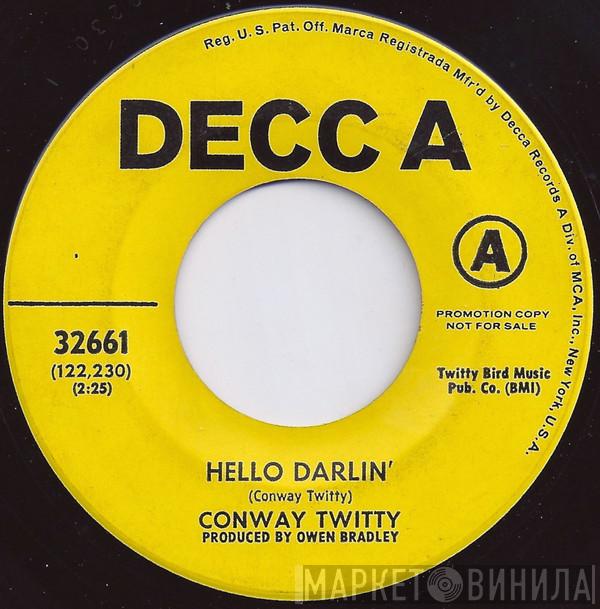 Reg. U.S. Pat. Off. Marca Registrada Mfr'd by Decca Records A Div. of MCA, Inc., New York, U.S.A.
DECCA
A
PROMOTION COPY
NOT FOR SALE
32661
(122,230)
(2:25)
Twitty Bird Music
Pub. Co. (BMI)
HELLO DARLIN'
(Conway Twitty)
CONWAY TWITTY
PRODUCED BY OWEN BRADLEY
МАРКЕТ ВИНИЛА